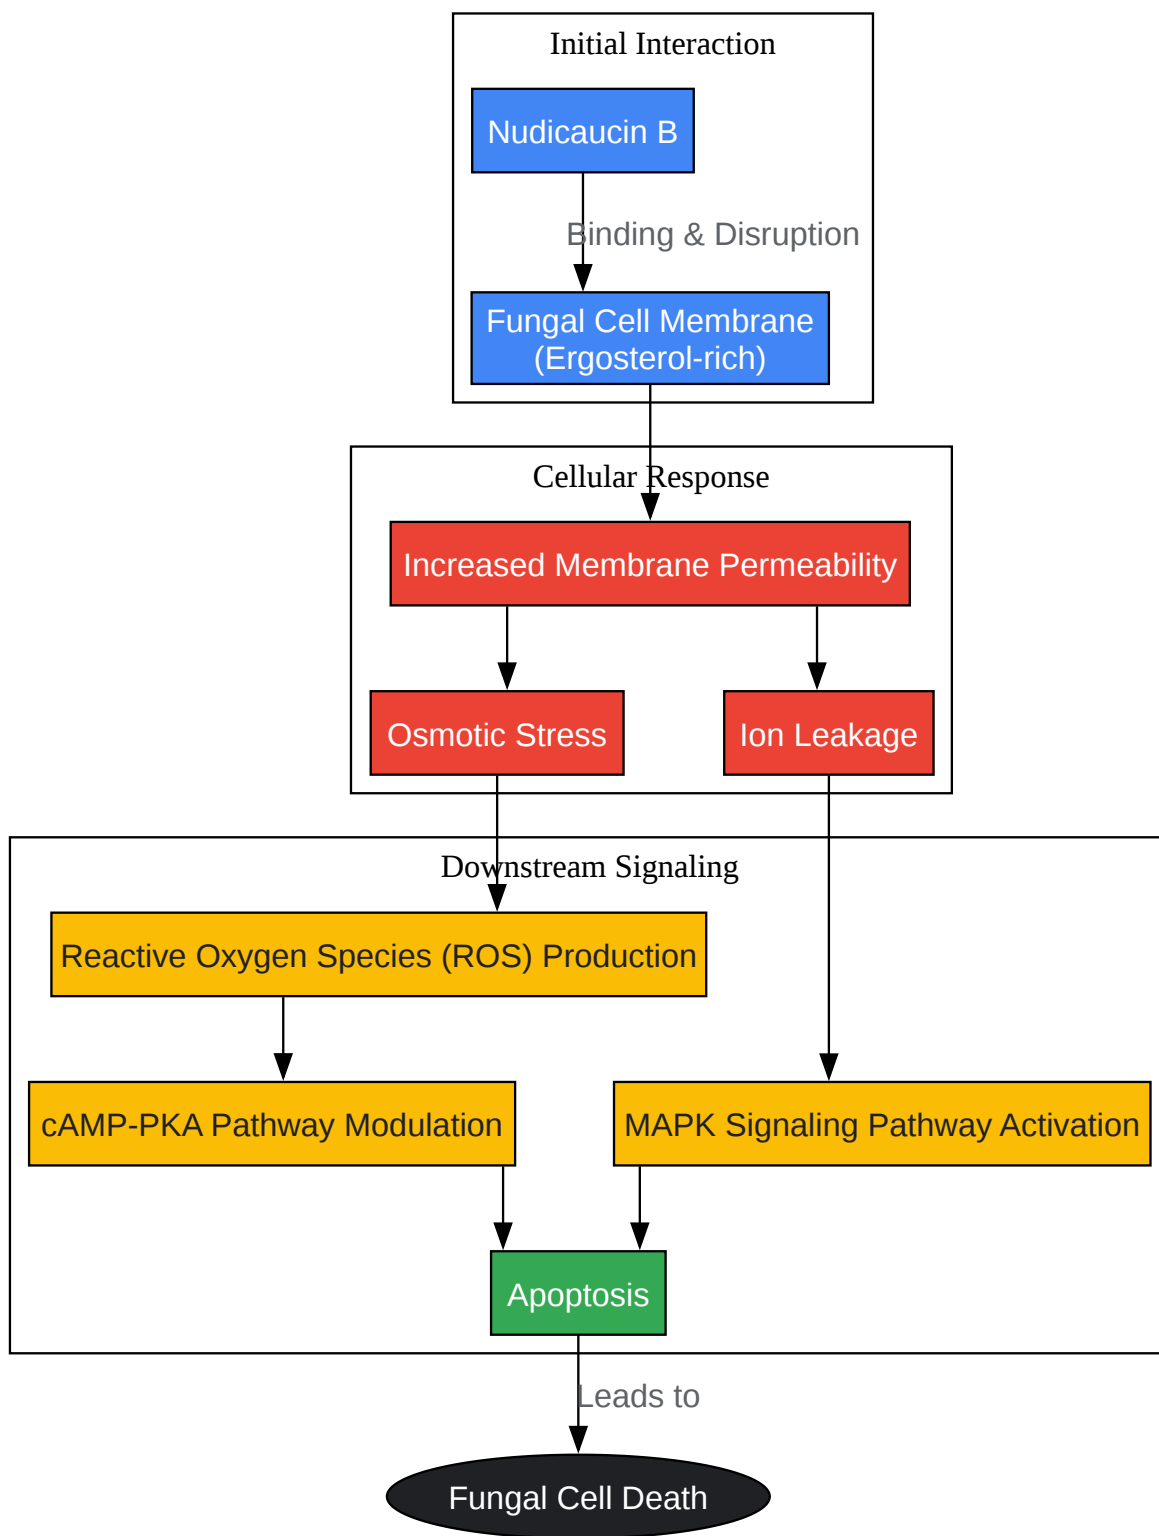 Initial Interaction
Nudicaucin B
Binding & Disruption
Fungal Cell Membrane
(Ergosterol-rich)
Cellular Response
Increased Membrane Permeability
Osmotic Stress
Ion Leakage
Downstream Signaling
Reactive Oxygen Species (ROS) Production
cAMP-PKA Pathway Modulation
MAPK Signaling Pathway Activation
Apoptosis
Leads to
Fungal Cell Death